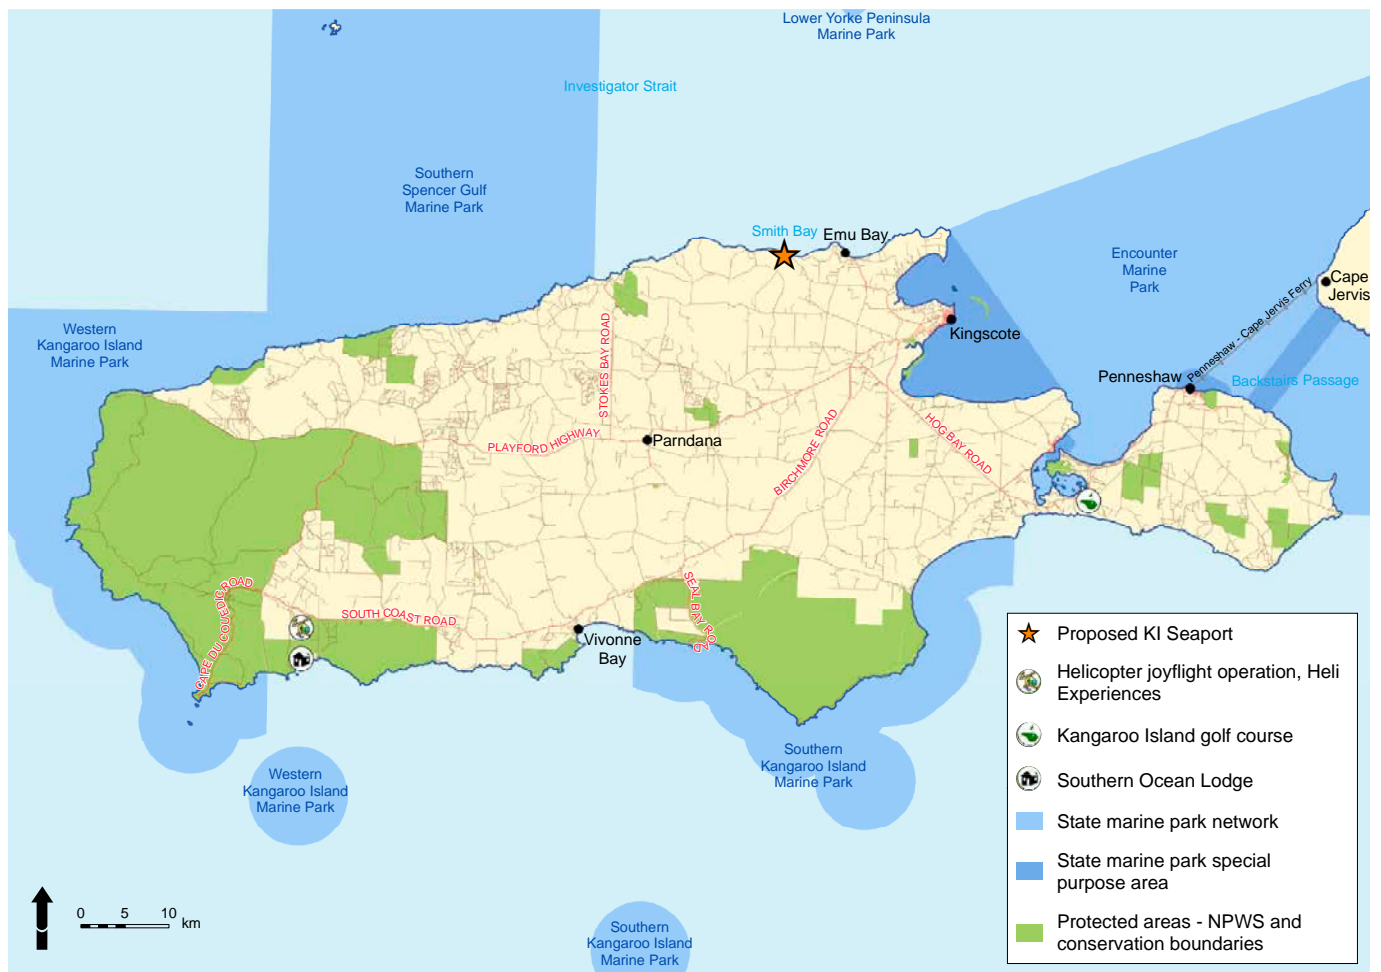 Lower Yorke Peninsula
Marine Park
Investigator Strait
Southern
Spencer Gulf
Marine Park
Smith Bay
Emu Bay
Encounter
Marine
Park
Cape
Jervis
Penneshaw - Cape Jervis Ferry
Western
Kangaroo Island
Marine Park
Kingscote
STOKES BAY ROAD
Penneshaw
Backstairs Passage
PLAYFORD HIGHWAY
Parndana
BIRCHMORE ROAD
HOG BAY ROAD
CAPE DU COUEDIC ROAD
SOUTH COAST ROAD
SEAL BAY ROAD
Vivonne
Bay
Western
Kangaroo Island
Marine Park
Southern
Kangaroo Island
Marine Park
Southern
Kangaroo Island
Marine Park
0 5 10
km
Proposed KI Seaport
Helicopter joyflight operation, Heli
Experiences
Kangaroo Island golf course
Southern Ocean Lodge
State marine park network
State marine park special
purpose area
Protected areas - NPWS and
conservation boundaries